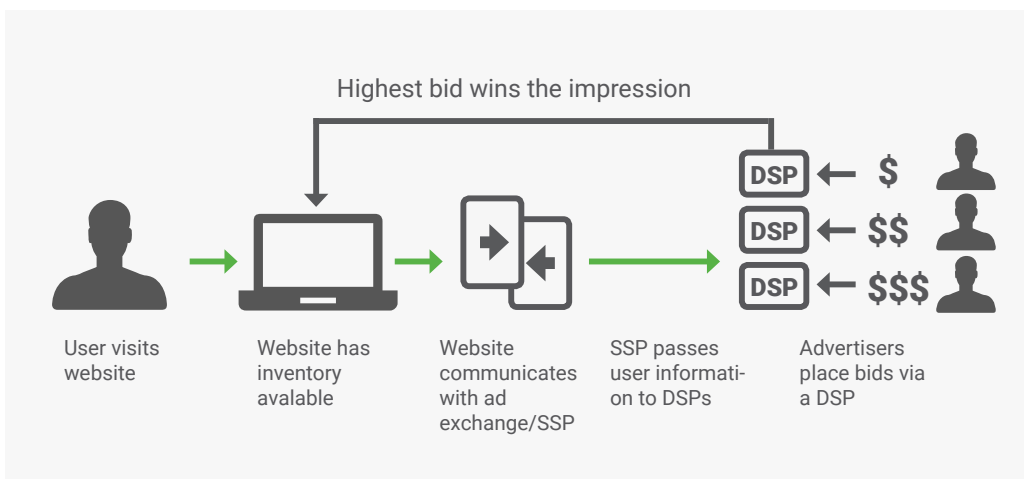 Highest bid wins the impression
DSP
$
DSP
$$
DSP
$$$
User visits
website
Website has
inventory
avalable
Website
communicates
with ad
exchange/SSP
SSP passes
user informati-
on to DSPs
Advertisers
place bids via
a DSP